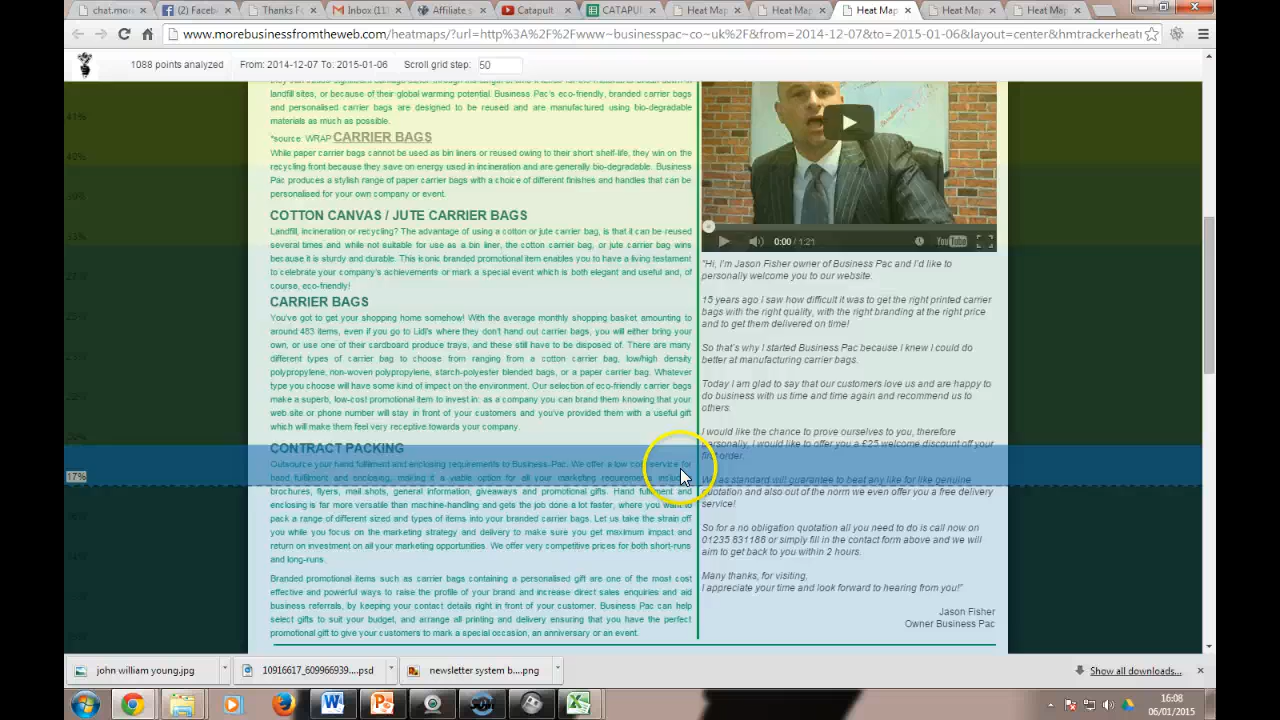 chat.mor
(2) Faceb
Thanks F
Inbox (11
Affiliate s
Catapult
CATAPU
Heat Ma
Heat Ma
Heat Ma
Heat Ma
Heat Ma
www.morebusinessfromtheweb.com/heatmaps/?url=http%3A%2F%2Fwww~businesspac~co~uk%2F&from=2014-12-07&to=2015-01-06&layout=center&hmtrackerheat
1088 points analyzed From: 2014-12-07 To: 2015-01-06 Scroll grid step: 50
landfill sites, or because of their global warming potential. Business Pac's eco-friendly, branded carrier bags
and personalised carrier bags are designed to be reused and are manufactured using bio-degradable
materials as much as possible.
*source: WRAP CARRIER BAGS
While paper carrier bags cannot be used as bin liners or reused owing to their short shelf-life, they win on the
recycling front because they save on energy used in incineration and are generally bio-degradable. Business
Pac produces a stylish range of paper carrier bags with a choice of different finishes and handles that can be
personalised for your own company or event.
COTTON CANVAS / JUTE CARRIER BAGS
Landfill, incineration or recycling? The advantage of using a cotton or jute carrier bag, is that it can be reused
several times and while not suitable for use as a bin liner, the cotton carrier bag, or jute carrier bag wins
because it is sturdy and durable. This iconic branded promotional item enables you to have a living testament
to celebrate your company's achievements or mark a special event which is both elegant and useful and, of
course, eco-friendly!
CARRIER BAGS
You've got to get your shopping home somehow! With the average monthly shopping basket amounting to
around 483 items, even if you go to Lidl's where they don't hand out carrier bags, you will either bring your
own, or use one of their cardboard produce trays, and these still have to be disposed of. There are many
different types of carrier bag to choose from ranging from a cotton carrier bag, low/high density
polypropylene, non-woven polypropylene, starch-polyester blended bags, or a paper carrier bag. Whatever
type you choose will have some kind of impact on the environment. Our selection of eco-friendly carrier bags
make a superb, low-cost promotional item to invest in: as a company you can brand them knowing that your
web site or phone number will stay in front of your customers and you've provided them with a useful gift
which will make them feel very receptive towards your company.
CONTRACT PACKING
Outsource your hand fulfilment and enclosing requirements to Business-Pac. We offer a low cost service for
hand fulfilment and enclosing, making it a viable option for all your marketing requirements
brochures, flyers, mail shots, general information, giveaways and promotional gifts. Hand fulfilment and
enclosing is far more versatile than machine-handling and gets the job done a lot faster, where you want to
pack a range of different sized and types of items into your branded carrier bags. Let us take the strain off
you while you focus on the marketing strategy and delivery to make sure you get maximum impact and
return on investment on all your marketing opportunities. We offer very competitive prices for both short-runs
and long-runs.
Branded promotional items such as carrier bags containing a personalised gift are one of the most cost
effective and powerful ways to raise the profile of your brand and increase direct sales enquiries and aid
business referrals, by keeping your contact details right in front of your customer. Business Pac can help
select gifts to suit your budget, and arrange all printing and delivery ensuring that you have the perfect
promotional gift to give your customers to mark a special occasion, an anniversary or an event.
0:00 / 1:21 YouTube
"Hi, I'm Jason Fisher owner of Business Pac and I'd like to
personally welcome you to our website.
15 years ago I saw how difficult it was to get the right printed carrier
bags with the right quality, with the right branding at the right price
and to get them delivered on time!
So that's why I started Business Pac because I knew I could do
better at manufacturing carrier bags.
Today I am glad to say that our customers love us and are happy to
do business with us time and time again and recommend us to
others.
I would like the chance to prove ourselves to you, therefore
personally, I would like to offer you a £25 welcome discount off your
first order.
We as standard will guarantee to beat any like for like genuine
quotation and also out of the norm we even offer you a free delivery
service!
So for a no obligation quotation all you need to do is call now on
01235 831188 or simply fill in the contact form above and we will
aim to get back to you within 2 hours.
Many thanks, for visiting,
I appreciate your time and look forward to hearing from you!"
Jason Fisher
Owner Business Pac
41%
17%
john william young.jpg
10916617_609966939....psd
newsletter system b....png
Show all downloads...
16:08
06/01/2015